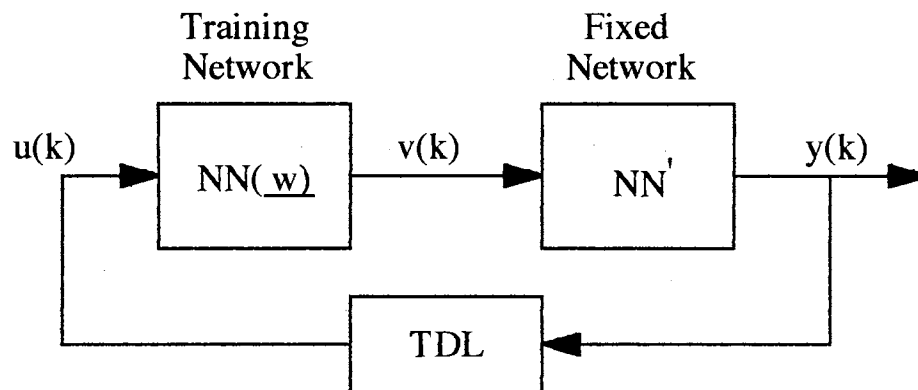 Training
Network
Fixed
Network
u(k)
NN(w)
v(k)
NN'
y(k)
TDL